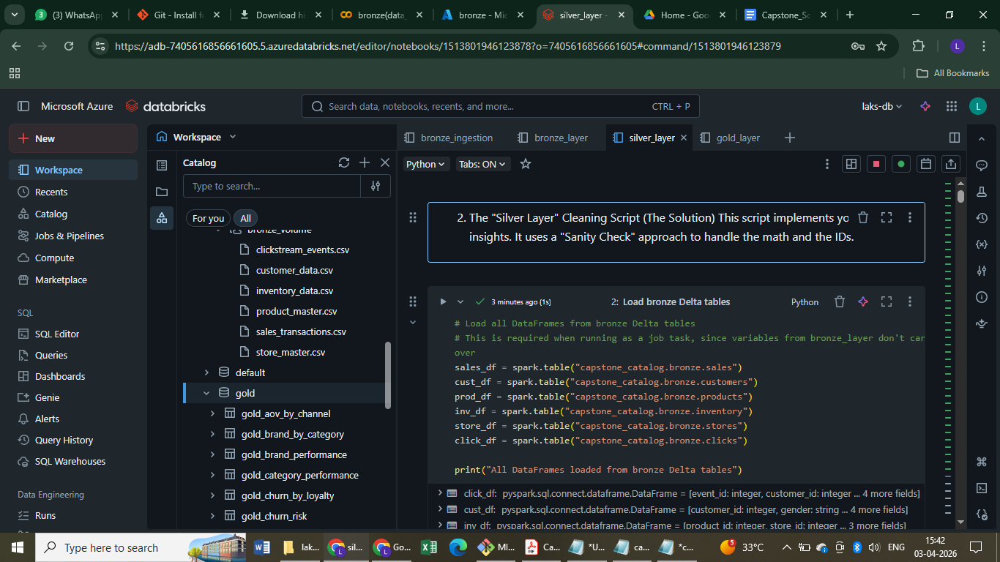 (3) WhatsApp
Git - Install f
Download hi
bronze(data_
bronze - Mic
silver_layer -
Home - Goo
Capstone_Sc
https://adb-7405616856661605.5.azuredatabricks.net/editor/notebooks/1513801946123878?o=7405616856661605#command/1513801946123879
L
All Bookmarks
Microsoft Azure
databricks
Search data, notebooks, recents, and more...
CTRL + P
laks-db
L
New
Workspace
Recents
Catalog
Jobs & Pipelines
Compute
Marketplace
SQL
SQL Editor
Queries
Dashboards
Genie
Alerts
Query History
SQL Warehouses
Data Engineering
Runs
Workspace
Catalog
Type to search...
For you
All
bronze_volume
clickstream_events.csv
customer_data.csv
inventory_data.csv
product_master.csv
sales_transactions.csv
store_master.csv
default
gold
gold_aov_by_channel
gold_brand_by_category
gold_brand_performance
gold_category_performance
gold_churn_by_loyalty
gold_churn_risk
bronze_ingestion
bronze_layer
silver_layer
gold_layer
Python
Tabs: ON
2. The "Silver Layer" Cleaning Script (The Solution) This script implements yo
insights. It uses a "Sanity Check" approach to handle the math and the IDs.
3 minutes ago (1s)
2: Load bronze Delta tables
Python
# Load all DataFrames from bronze Delta tables
# This is required when running as a job task, since variables from bronze_layer don't car
over
sales_df = spark.table("capstone_catalog.bronze.sales")
cust_df = spark.table("capstone_catalog.bronze.customers")
prod_df = spark.table("capstone_catalog.bronze.products")
inv_df = spark.table("capstone_catalog.bronze.inventory")
store_df = spark.table("capstone_catalog.bronze.stores")
click_df = spark.table("capstone_catalog.bronze.clicks")
print("All DataFrames loaded from bronze Delta tables")
click_df: pyspark.sql.connect.dataframe.DataFrame = [event_id: integer, customer_id: integer ... 4 more fields]
cust_df: pyspark.sql.connect.dataframe.DataFrame = [customer_id: integer, gender: string ... 4 more fields]
inv_df: pyspark.sql.connect.dataframe.DataFrame = [product_id: integer, store_id: integer ... 3 more fields]
Type here to search
lak...
sil...
Go...
MI...
Ca...
*U...
ca...
*c...
5
33°C
ENG
15:42
03-04-2026